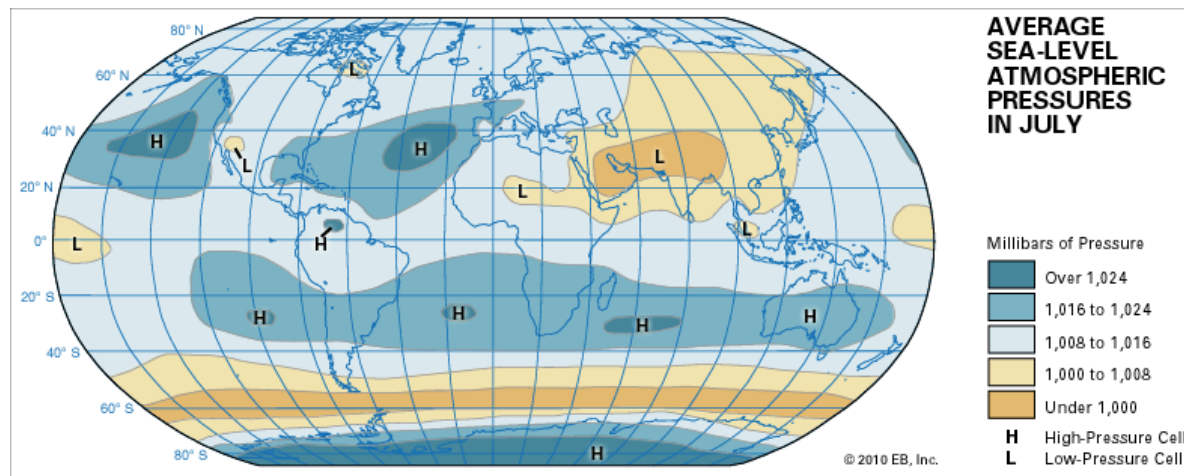 AVERAGE
SEA-LEVEL
ATMOSPHERIC
PRESSURES
IN JULY
80° N
60° N
40° N
20° N
0°
20° S
40° S
60° S
80° S
L
H
L
H
L
L
L
H
L
H
H
H
H
H
Millibars of Pressure
Over 1,024
1,016 to 1,024
1,008 to 1,016
1,000 to 1,008
Under 1,000
H High-Pressure Cell
L Low-Pressure Cell
© 2010 EB, Inc.